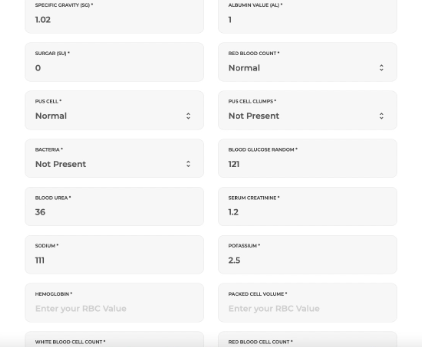 SPECIFIC GRAVITY (SG) *
1.02
ALBUMIN VALUE (AL) *
1
SURGAR (SU) *
0
RED BLOOD COUNT *
Normal
PUS CELL *
Normal
PUS CELL CLUMPS *
Not Present
BACTERIA *
Not Present
BLOOD GLUCOSE RANDOM *
121
BLOOD UREA *
36
SERUM CREATININE *
1.2
SODIUM *
111
POTASSIUM *
2.5
HEMOGLOBIN *
Enter your RBC Value
PACKED CELL VOLUME *
Enter your RBC Value
WHITE BLOOD CELL COUNT *
RED BLOOD CELL COUNT *